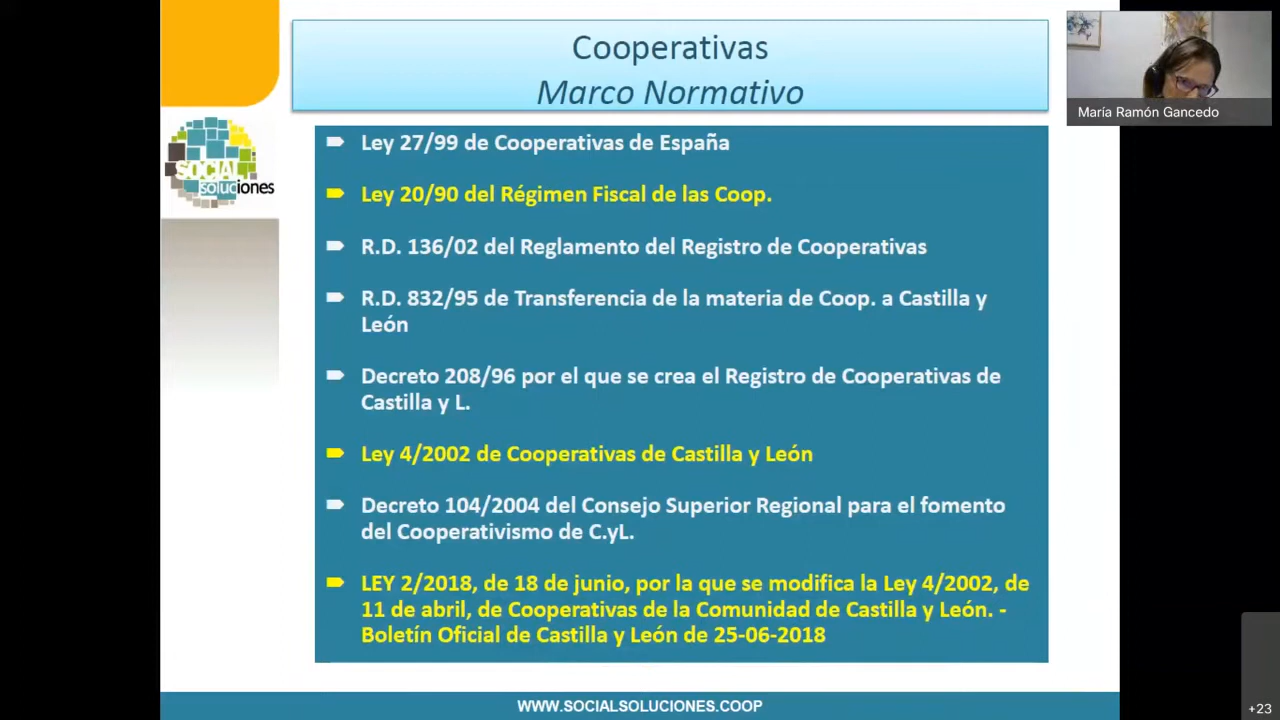 Cooperativas
Marco Normativo
María Ramón Gancedo
SOCIAL
soluciones
Ley 27/99 de Cooperativas de España
Ley 20/90 del Régimen Fiscal de las Coop.
R.D. 136/02 del Reglamento del Registro de Cooperativas
R.D. 832/95 de Transferencia de la materia de Coop. a Castilla y
León
Decreto 208/96 por el que se crea el Registro de Cooperativas de
Castilla y L.
Ley 4/2002 de Cooperativas de Castilla y León
Decreto 104/2004 del Consejo Superior Regional para el fomento
del Cooperativismo de C.yL.
LEY 2/2018, de 18 de junio, por la que se modifica la Ley 4/2002, de
11 de abril, de Cooperativas de la Comunidad de Castilla y León. -
Boletín Oficial de Castilla y León de 25-06-2018
WWW.SOCIALSOLUCIONES.COOP
+23